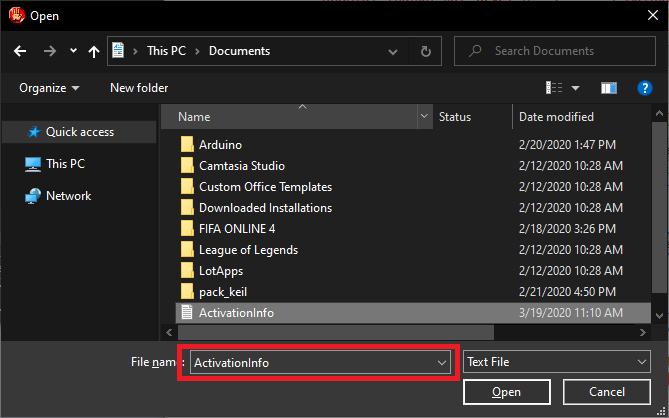 Open
This PC > Documents
Search Documents
Organize
New folder
Name Status Date modified
Quick access
This PC
Network
Arduino 2/20/2020 1:47 PM
Camtasia Studio 2/12/2020 10:28 AM
Custom Office Templates 2/12/2020 10:28 AM
Downloaded Installations 2/12/2020 10:28 AM
FIFA ONLINE 4 2/18/2020 3:26 PM
League of Legends 2/12/2020 10:28 AM
LotApps 2/12/2020 10:28 AM
pack_keil 2/21/2020 4:50 PM
ActivationInfo 3/19/2020 11:10 AM
File name: ActivationInfo Text File
Open Cancel